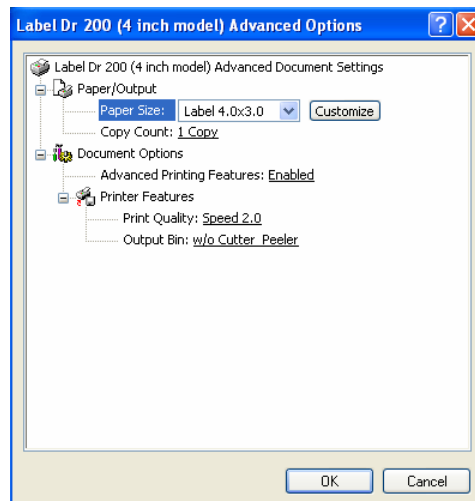 Label Dr 200 (4 inch model) Advanced Options
Label Dr 200 (4 inch model) Advanced Document Settings
Paper/Output
Paper Size: Label 4.0x3.0 Customize
Copy Count: 1 Copy
Document Options
Advanced Printing Features: Enabled
Printer Features
Print Quality: Speed 2.0
Output Bin: w/o Cutter_Peeler
OK Cancel